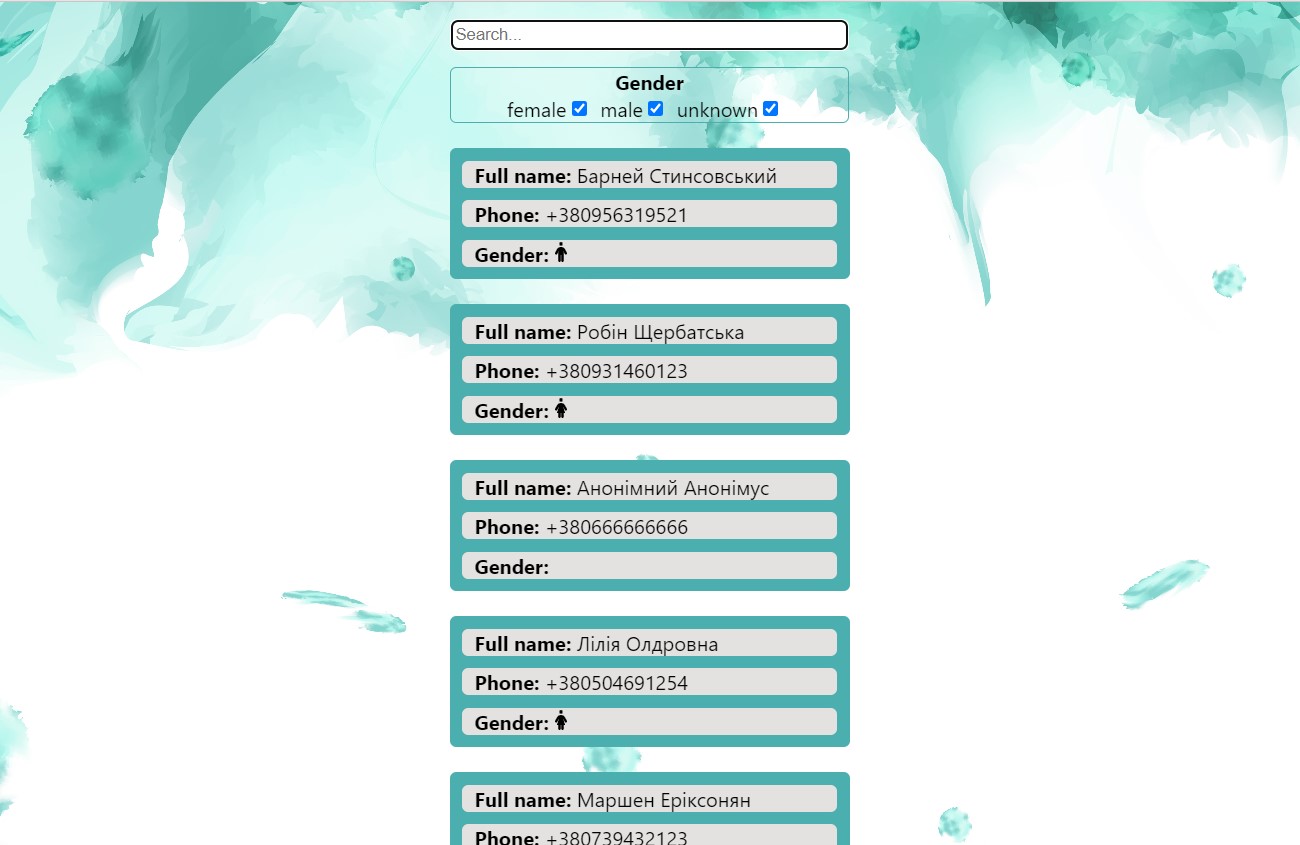 Search...
Gender
female male unknown
Full name: Барней Стинсовський
Phone: +380956319521
Gender:
Full name: Робін Щербатська
Phone: +380931460123
Gender:
Full name: Анонімний Анонімус
Phone: +380666666666
Gender:
Full name: Лілія Олдровна
Phone: +380504691254
Gender:
Full name: Маршен Еріксонян
Phone: +380739432123